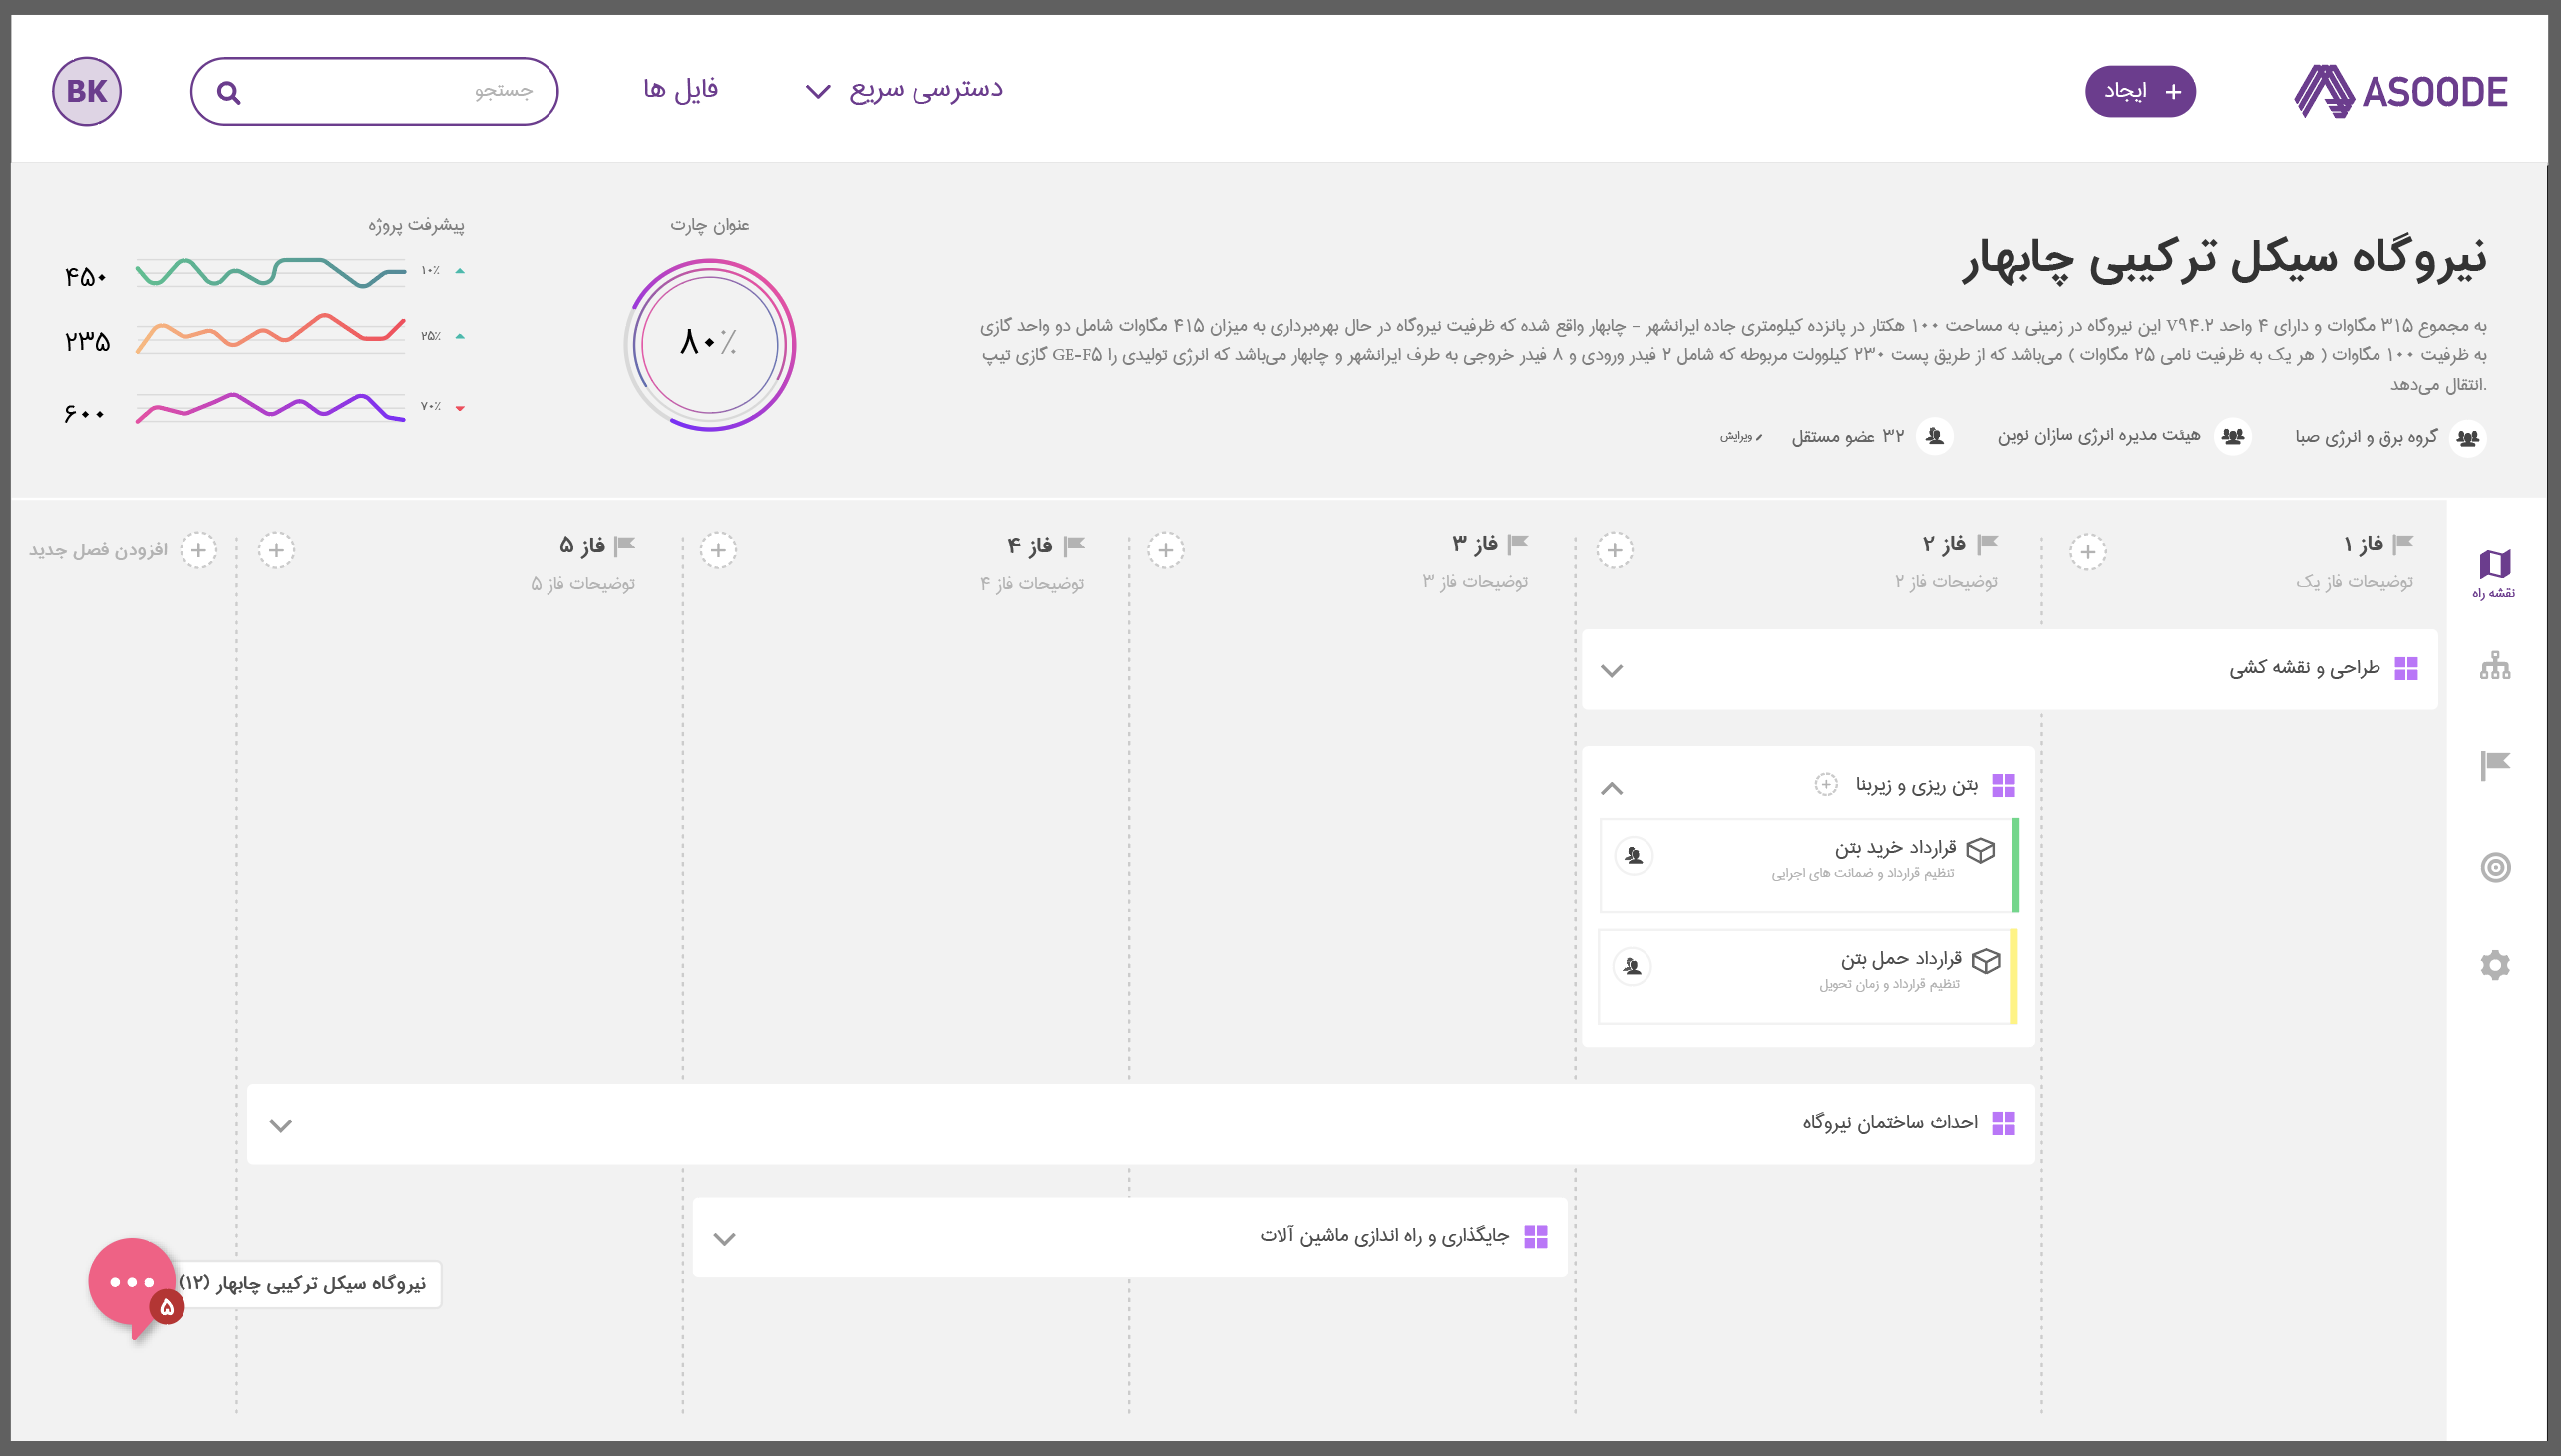 ASOODE
+ ایجاد
دسترسی سریع
فایل ها
جستجو
BK
نیروگاه سیکل ترکیبی چابهار
این نیروگاه در زمینی به مساحت ۱۰۰ هکتار در پانزده کیلومتری جاده ایرانشهر – چابهار واقع شده که ظرفیت نیروگاه در حال بهره‌برداری به میزان ۴۱۵ مگاوات شامل دو واحد گازی V۹۴.۲ به مجموع ۳۱۵ مگاوات و دارای ۴ واحد
گازی تیپ GE-F۵ به ظرفیت ۱۰۰ مگاوات ( هر یک به ظرفیت نامی ۲۵ مگاوات ) می‌باشد که از طریق پست ۲۳۰ کیلوولت مربوطه که شامل ۲ فیدر ورودی و ۸ فیدر خروجی به طرف ایرانشهر و چابهار می‌باشد که انرژی تولیدی را
انتقال می‌دهد.
گروه برق و انرژی صبا
هیئت مدیره انرژی سازان نوین
۳۲ عضو مستقل
ویرایش
عنوان چارت
۸۰٪
پیشرفت پروژه
۱۰٪
۴۵۰
۲۵٪
۲۳۵
۷۰٪
۶۰۰
نقشه راه
فاز ۱
توضیحات فاز یک
فاز ۲
توضیحات فاز ۲
فاز ۳
توضیحات فاز ۳
فاز ۴
توضیحات فاز ۴
فاز ۵
توضیحات فاز ۵
افزودن فصل جدید
طراحی و نقشه کشی
بتن ریزی و زیربنا
قرارداد خرید بتن
تنظیم قرارداد و ضمانت های اجرایی
قرارداد حمل بتن
تنظیم قرارداد و زمان تحویل
احداث ساختمان نیروگاه
جایگذاری و راه اندازی ماشین آلات
نیروگاه سیکل ترکیبی چابهار (۱۲)
۵